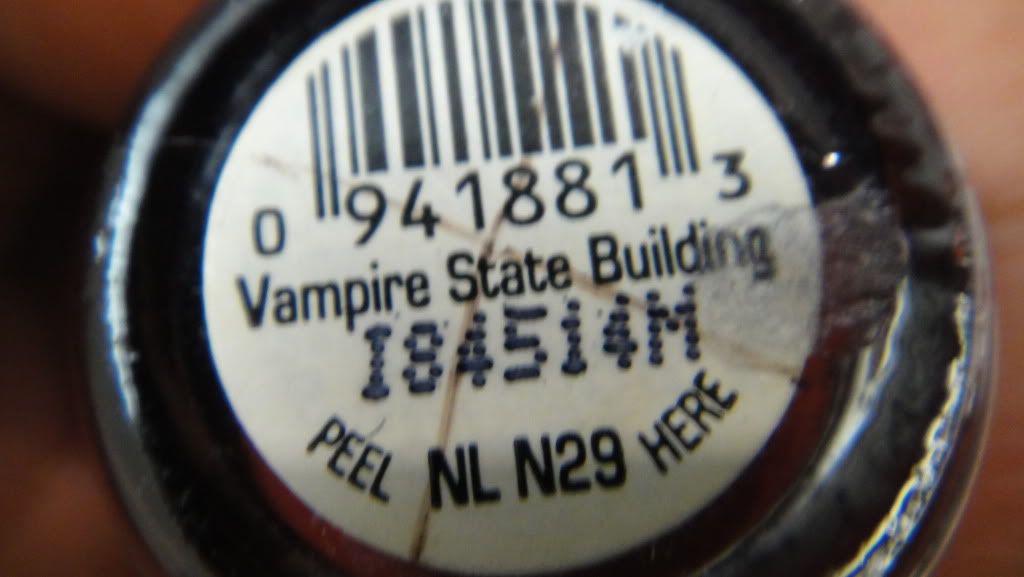 0 941881 3
Vampire State Building
I84514M
PEEL NL N29 HERE